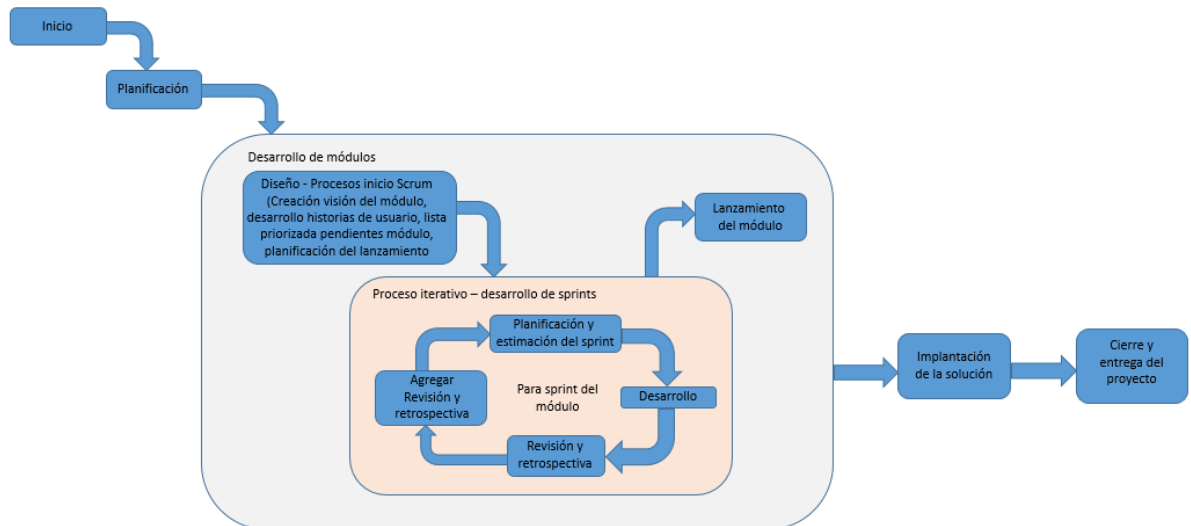 Inicio
Planificación
Desarrollo de módulos
Diseño - Procesos inicio Scrum
(Creación visión del módulo,
desarrollo historias de usuario, lista
priorizada pendientes módulo,
planificación del lanzamiento
Lanzamiento
del módulo
Proceso iterativo – desarrollo de sprints
Planificación y
estimación del sprint
Agregar
Revisión y
retrospectiva
Para sprint del
módulo
Desarrollo
Revisión y
retrospectiva
Implantación
de la solución
Cierre y
entrega del
proyecto